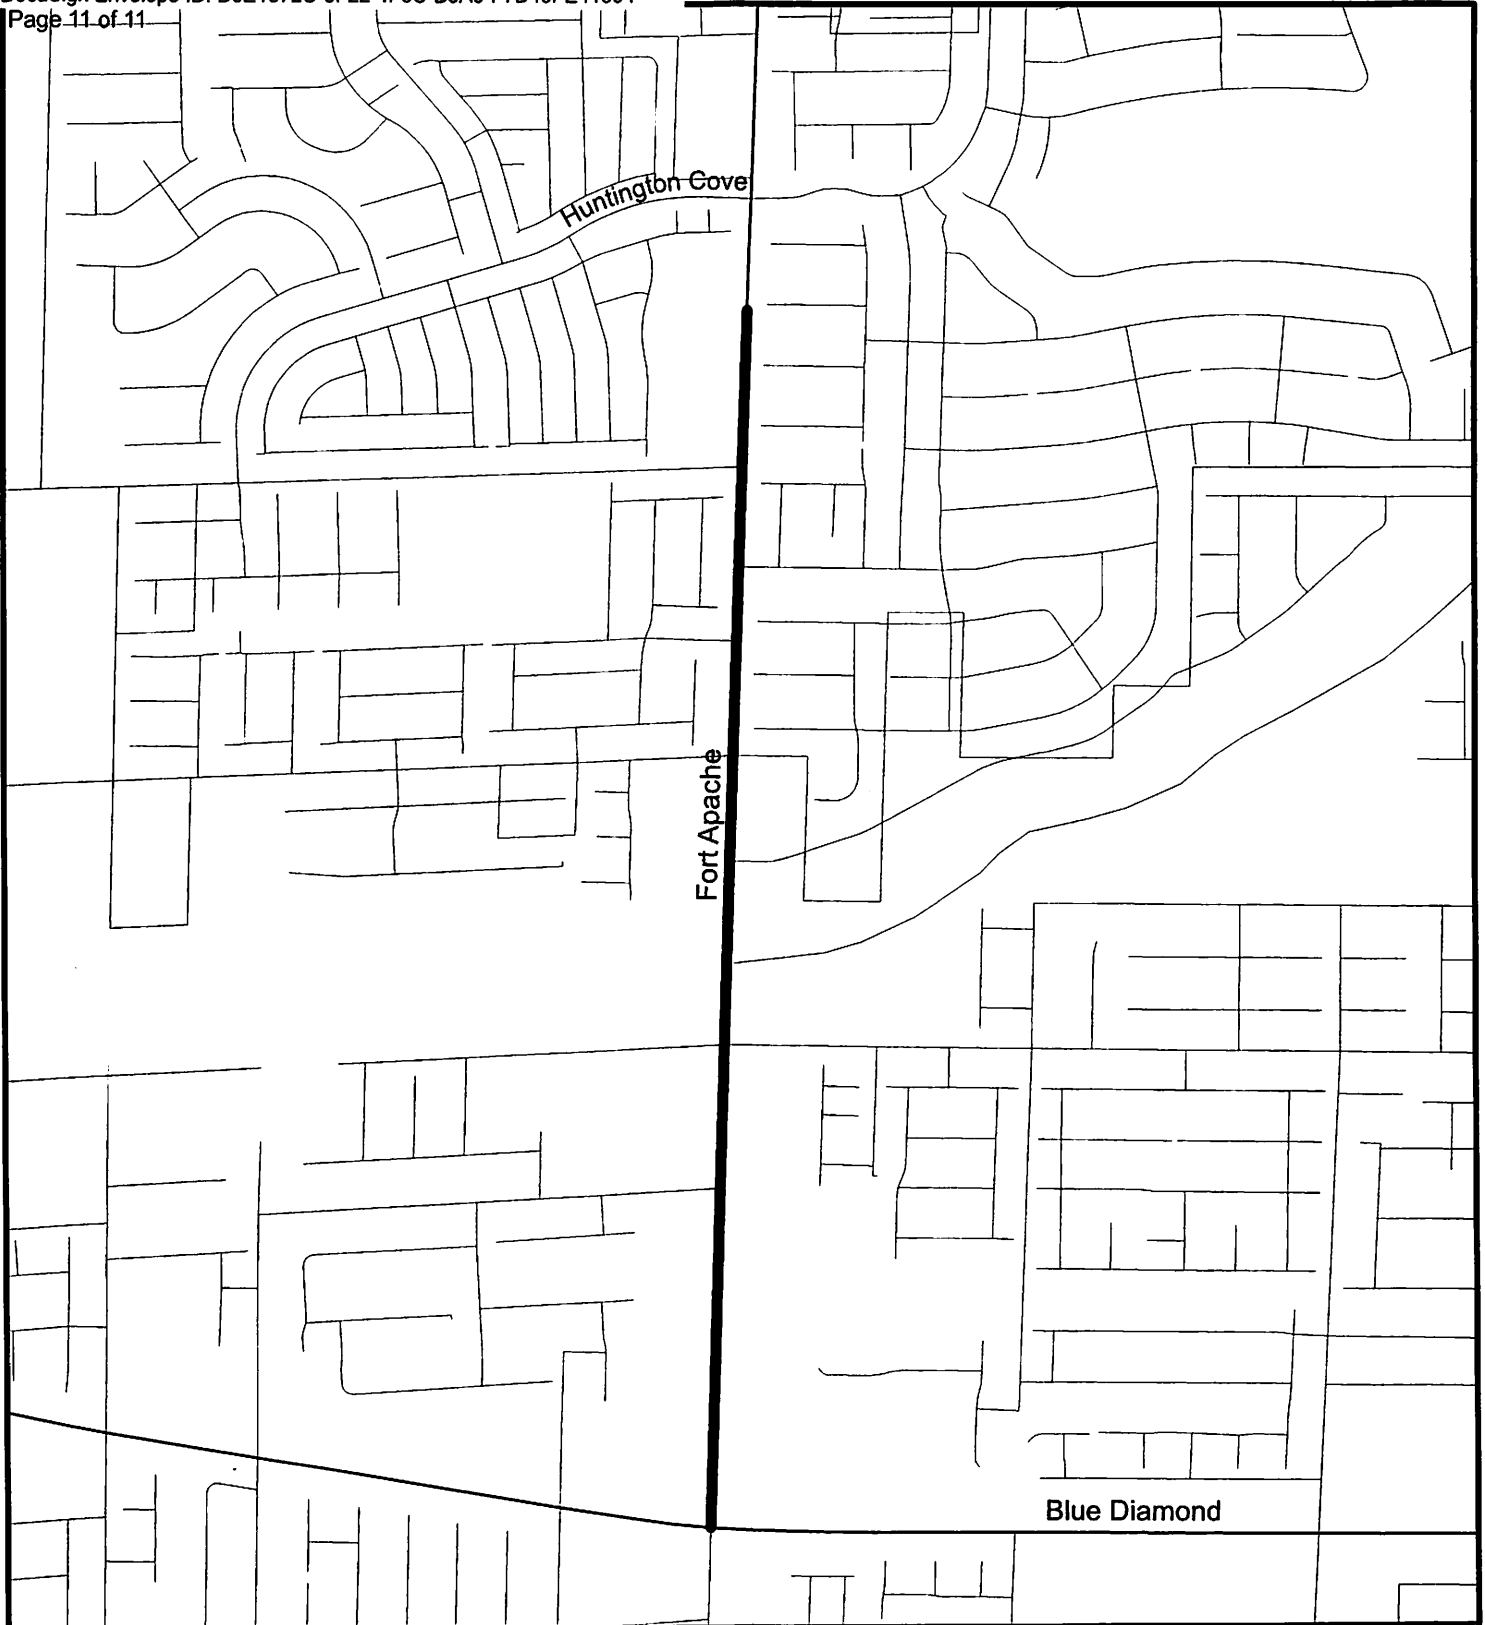 Page 11 of 11
Huntington Cove
Fort Apache
Blue Diamond